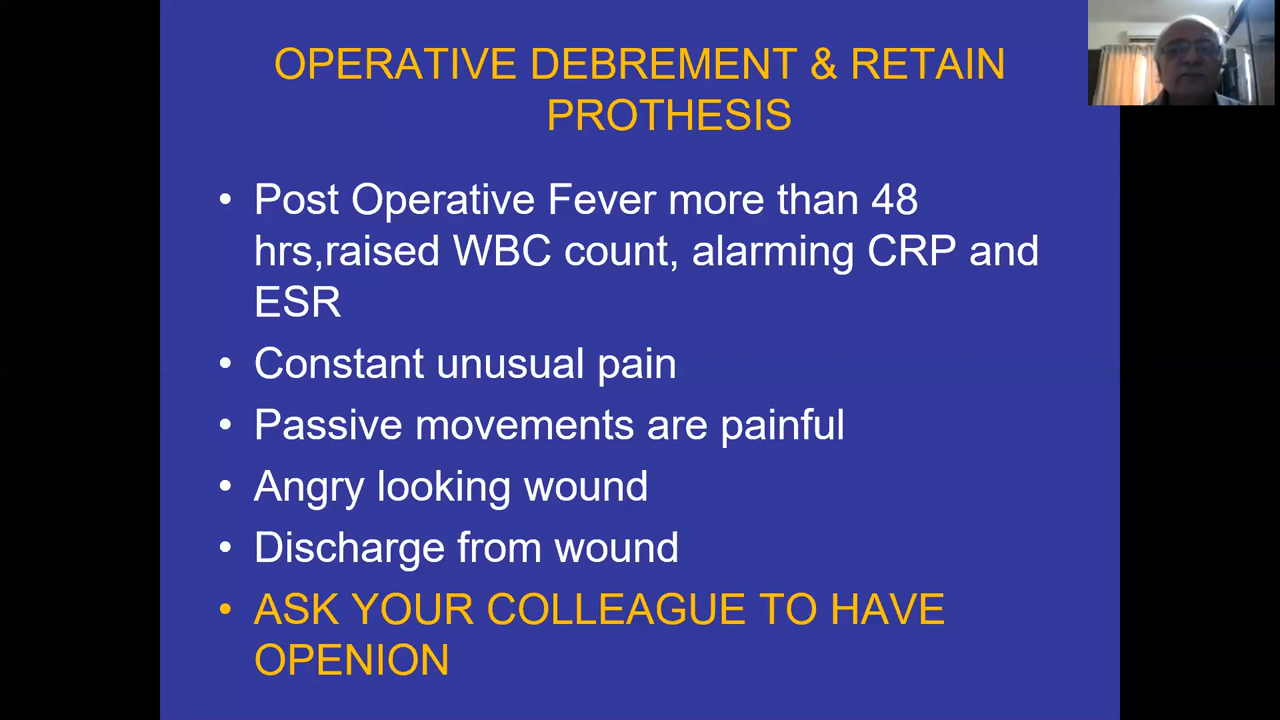 OPERATIVE DEBREMENT & RETAIN
PROTHESIS
• Post Operative Fever more than 48
hrs,raised WBC count, alarming CRP and
ESR
• Constant unusual pain
• Passive movements are painful
• Angry looking wound
• Discharge from wound
• ASK YOUR COLLEAGUE TO HAVE
OPENION